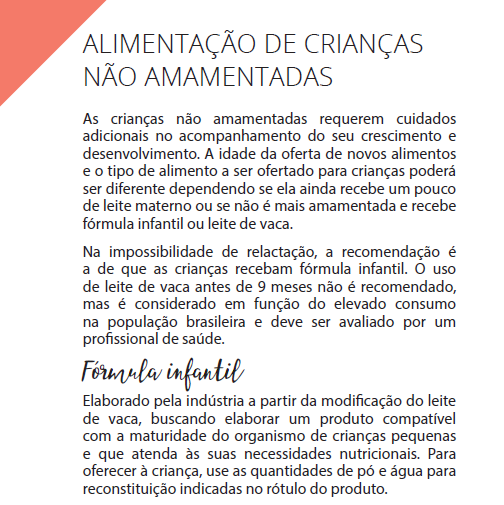 ALIMENTAÇÃO DE CRIANÇAS
NÃO AMAMENTADAS
As crianças não amamentadas requerem cuidados
adicionais no acompanhamento do seu crescimento e
desenvolvimento. A idade da oferta de novos alimentos
e o tipo de alimento a ser ofertado para crianças poderá
ser diferente dependendo se ela ainda recebe um pouco
de leite materno ou se não é mais amamentada e recebe
fórmula infantil ou leite de vaca.
Na impossibilidade de relactação, a recomendação é
a de que as crianças recebam fórmula infantil. O uso
de leite de vaca antes de 9 meses não é recomendado,
mas é considerado em função do elevado consumo
na população brasileira e deve ser avaliado por um
profissional de saúde.
Fórmula infantil
Elaborado pela indústria a partir da modificação do leite
de vaca, buscando elaborar um produto compatível
com a maturidade do organismo de crianças pequenas
e que atenda às suas necessidades nutricionais. Para
oferecer à criança, use as quantidades de pó e água para
reconstituição indicadas no rótulo do produto.